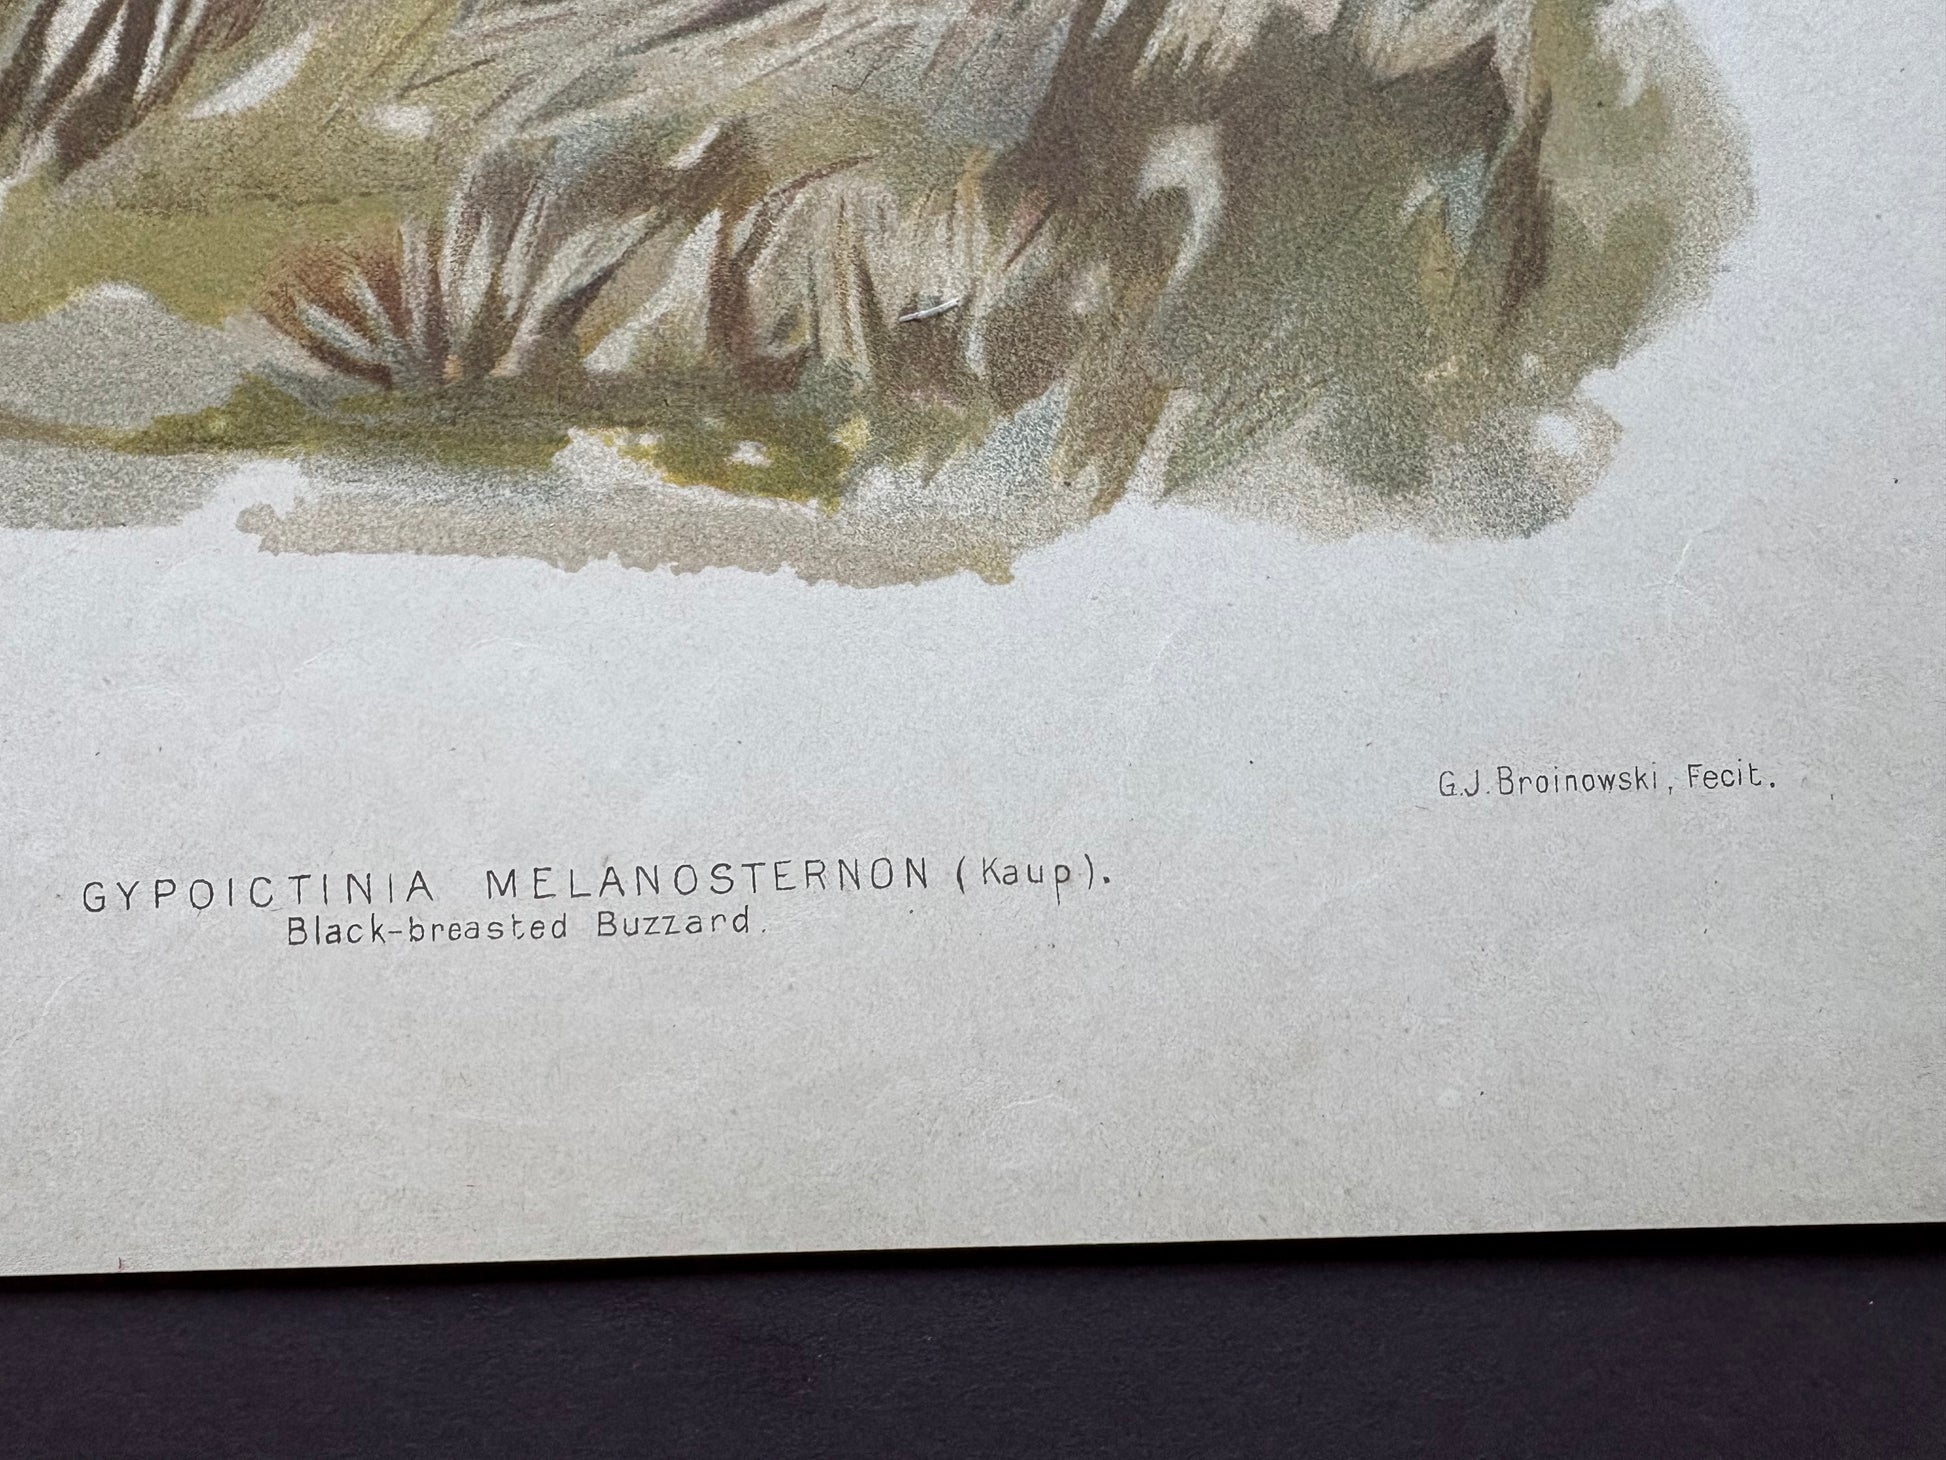 G.J. Broinowski, Fecit.
GYPOICTINIA MELANOSTERNON (Kaup).
Black-breasted Buzzard.